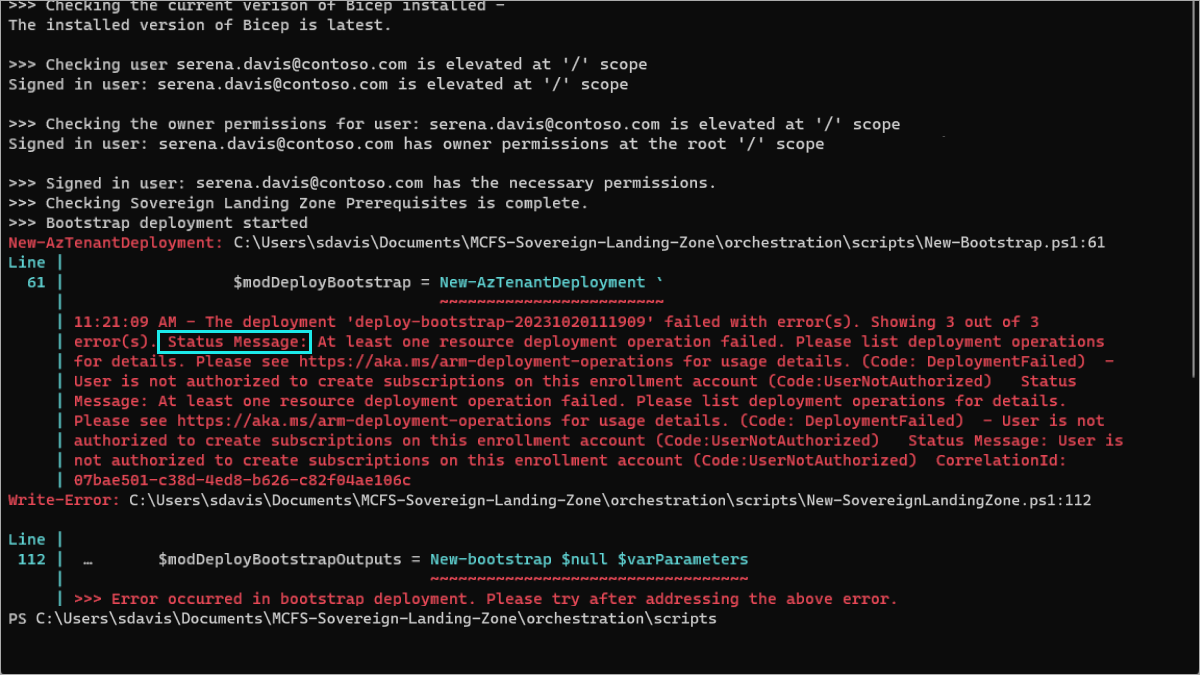 >>> Checking the current verison of Bicep installed -
The installed version of Bicep is latest.
>>> Checking user serena.davis@contoso.com is elevated at '/' scope
Signed in user: serena.davis@contoso.com is elevated at '/' scope
>>> Checking the owner permissions for user: serena.davis@contoso.com is elevated at '/' scope
Signed in user: serena.davis@contoso.com has owner permissions at the root '/' scope
>>> Signed in user: serena.davis@contoso.com has the necessary permissions.
>>> Checking Sovereign Landing Zone Prerequisites is complete.
>>> Bootstrap deployment started
New-AzTenantDeployment: C:\Users\sdavis\Documents\MCFS-Sovereign-Landing-Zone\orchestration\scripts\New-Bootstrap.ps1:61
Line |
61 | $modDeployBootstrap = New-AzTenantDeployment `
| ~~~~~~~~~~~~~~~~~~~~~~~~
| 11:21:09 AM - The deployment 'deploy-bootstrap-20231020111909' failed with error(s). Showing 3 out of 3
| error(s). Status Message: At least one resource deployment operation failed. Please list deployment operations
| for details. Please see https://aka.ms/arm-deployment-operations for usage details. (Code: DeploymentFailed) -
| User is not authorized to create subscriptions on this enrollment account (Code:UserNotAuthorized) Status
| Message: At least one resource deployment operation failed. Please list deployment operations for details.
| Please see https://aka.ms/arm-deployment-operations for usage details. (Code: DeploymentFailed) - User is not
| authorized to create subscriptions on this enrollment account (Code:UserNotAuthorized) Status Message: User is
| not authorized to create subscriptions on this enrollment account (Code:UserNotAuthorized) CorrelationId:
| 07bae501-c38d-4ed8-b626-c82f04ae106c
Write-Error: C:\Users\sdavis\Documents\MCFS-Sovereign-Landing-Zone\orchestration\scripts\New-SovereignLandingZone.ps1:112
Line |
112 | … $modDeployBootstrapOutputs = New-bootstrap $null $varParameters
| ~~~~~~~~~~~~~~~~~~~~~~~~~~~~~~~~~~
| >>> Error occurred in bootstrap deployment. Please try after addressing the above error.
PS C:\Users\sdavis\Documents\MCFS-Sovereign-Landing-Zone\orchestration\scripts